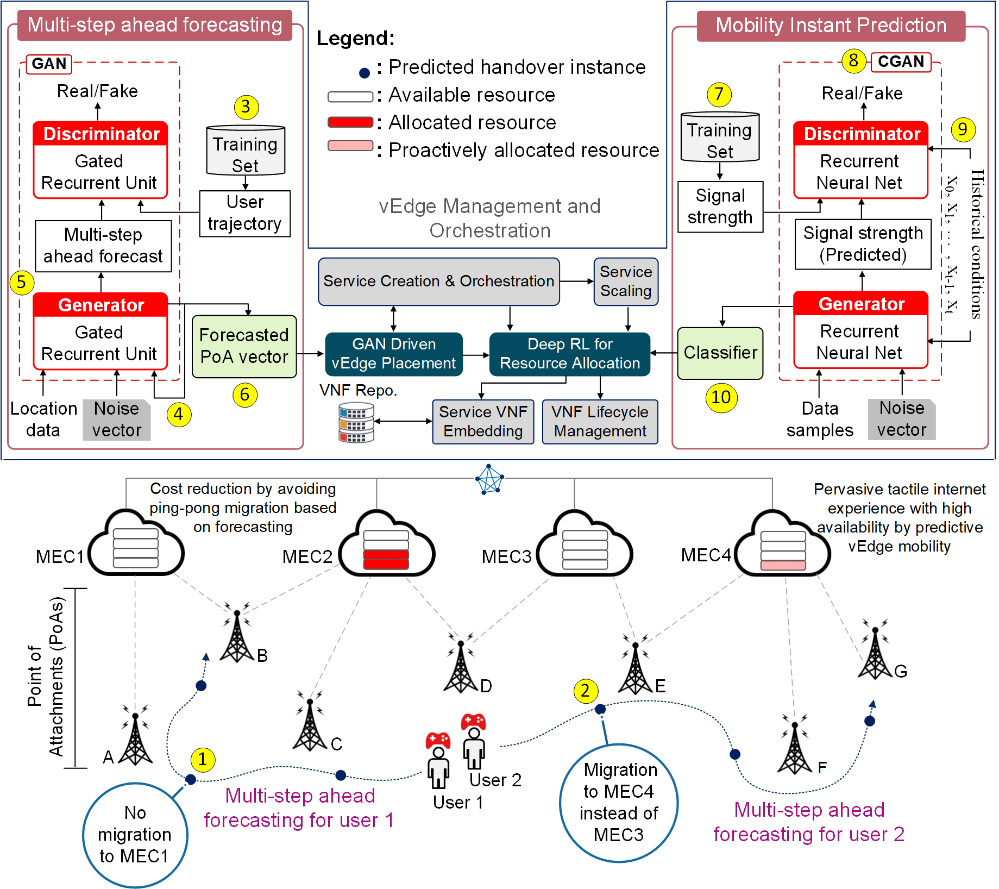 Multi-step ahead forecasting
GAN
Real/Fake
Discriminator
Gated
Recurrent Unit
3
Training
Set
User
trajectory
Multi-step
ahead forecast
5
Generator
Gated
Recurrent Unit
Forecasted
PoA vector
6
4
Location
data
Noise
vector
Legend:
: Predicted handover instance
: Available resource
: Allocated resource
: Proactively allocated resource
vEdge Management and
Orchestration
Service Creation & Orchestration
Service
Scaling
GAN Driven
vEdge Placement
Deep RL for
Resource Allocation
VNF Repo.
Service VNF
Embedding
VNF Lifecycle
Management
Mobility Instant Prediction
8
CGAN
7
Real/Fake
9
Training
Set
Discriminator
Recurrent
Neural Net
Signal
strength
Signal strength
(Predicted)
Historical conditions
x0, x1, … , xt-1, xt
Generator
Recurrent
Neural Net
Classifier
10
Data
samples
Noise
vector
Cost reduction by avoiding
ping-pong migration based
on forecasting
Pervasive tactile internet
experience with high
availability by predictive
vEdge mobility
MEC1
MEC2
MEC3
MEC4
Point of
Attachments (PoAs)
A
B
C
D
E
F
G
1
2
User 1
User 2
No
migration
to MEC1
Multi-step ahead
forecasting for user 1
Migration
to MEC4
instead of
MEC3
Multi-step ahead
forecasting for user 2